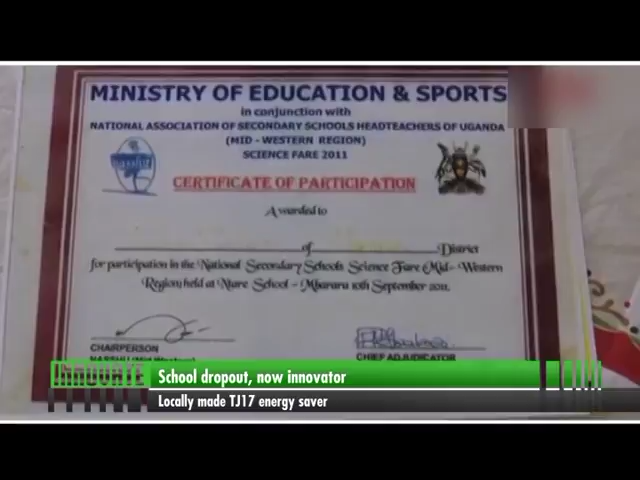 MINISTRY OF EDUCATION & SPORTS
in conjunction with
NATIONAL ASSOCIATION OF SECONDARY SCHOOLS HEADTEACHERS OF UGANDA
(MID - WESTERN REGION)
SCIENCE FARE 2011
CERTIFICATE OF PARTICIPATION
Awarded to
of District
for participation in the National Secondary Schools Science Fare Mid- Western
Region; held at Ntare School - Mbarara 10th September 2011.
CHAIRPERSON
CHIEF ADJUDICATOR
INNOVATE
School dropout, now innovator
Locally made TJ17 energy saver